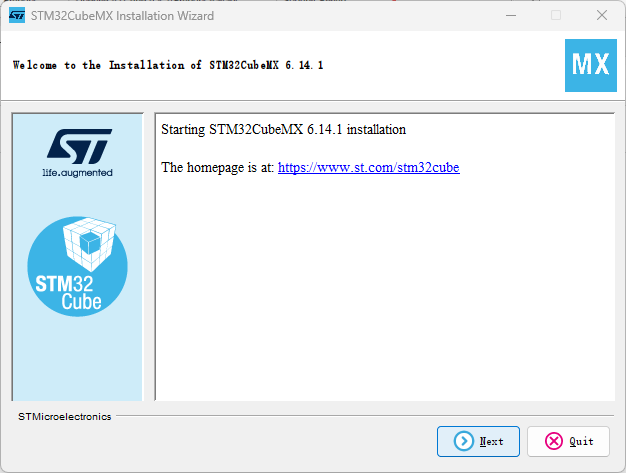 STM32CubeMX Installation Wizard
Welcome to the Installation of STM32CubeMX 6.14.1
MX
ST
life.augmented
STM32
Cube
Starting STM32CubeMX 6.14.1 installation
The homepage is at: https://www.st.com/stm32cube
STMicroelectronics
Next
Quit